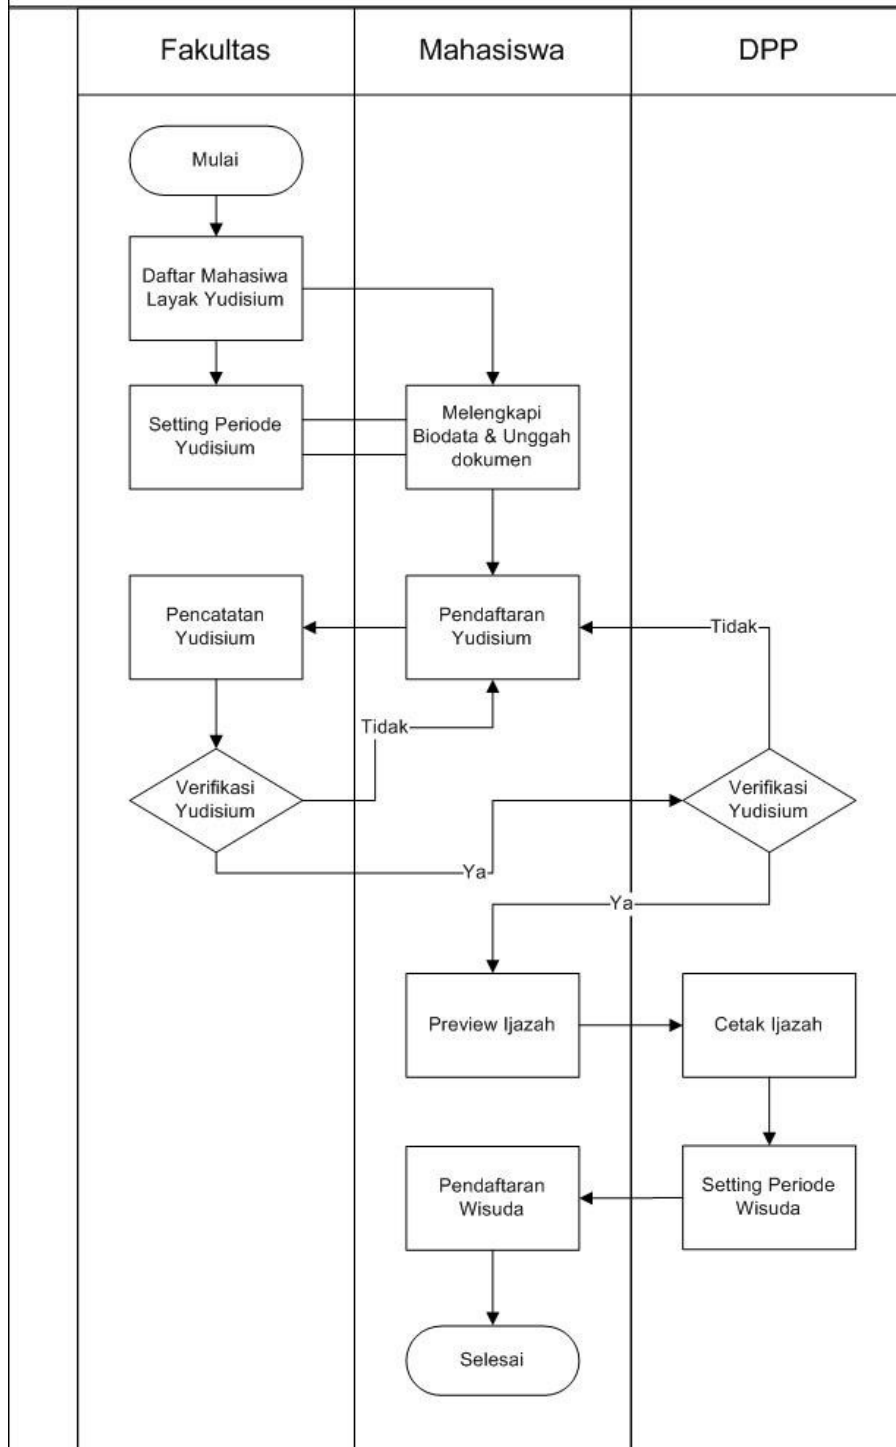 Fakultas
Mahasiswa
DPP
Mulai
Daftar Mahasiwa
Layak Yudisium
Setting Periode
Yudisium
Melengkapi
Biodata & Unggah
dokumen
Pencatatan
Yudisium
Pendaftaran
Yudisium
Tidak
Tidak
Verifikasi
Yudisium
Verifikasi
Yudisium
Ya
Ya
Preview Ijazah
Cetak Ijazah
Pendaftaran
Wisuda
Setting Periode
Wisuda
Selesai